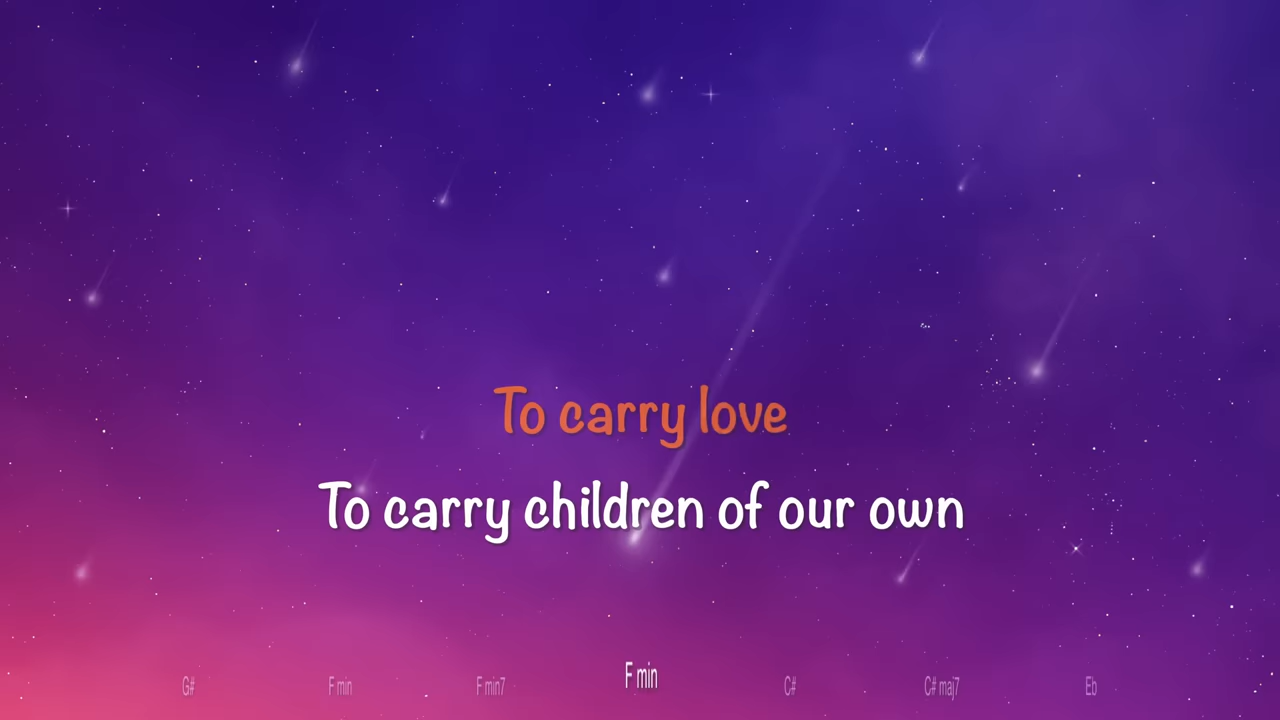 To carry love
To carry children of our own
G# F min F min7 F min C# C# maj7 Eb